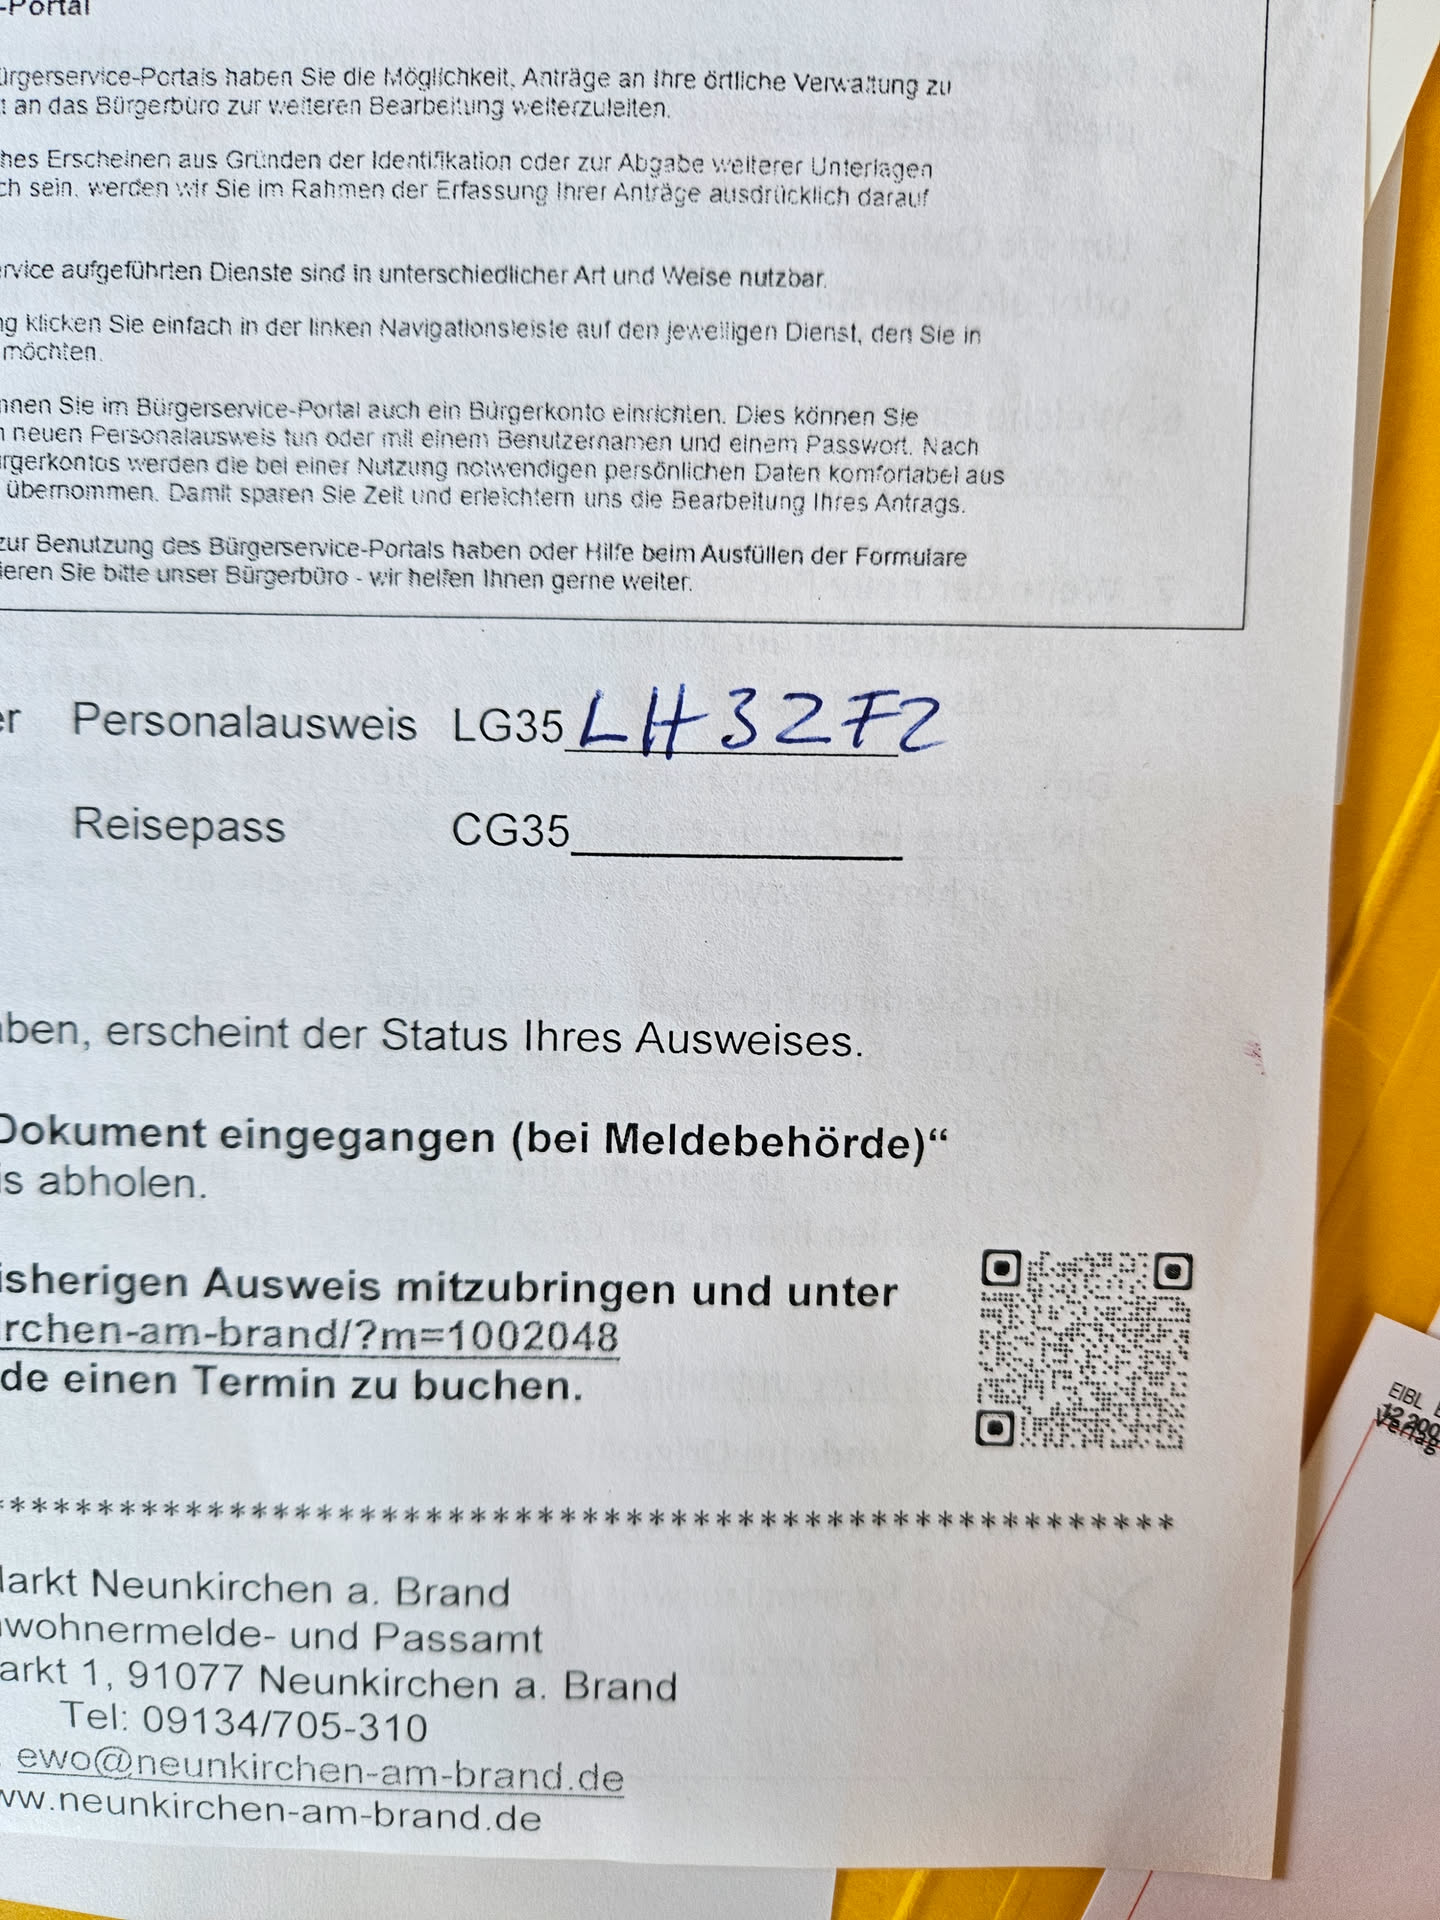 -Portal
ürgerservice-Portals haben Sie die Möglichkeit, Anträge an Ihre örtliche Verwaltung zu
t an das Bürgerbüro zur weiteren Bearbeitung weiterzuleiten.
hes Erscheinen aus Gründen der Identifikation oder zur Abgabe weiterer Unterlagen
ch sein, werden wir Sie im Rahmen der Erfassung Ihrer Anträge ausdrücklich darauf
ervice aufgeführten Dienste sind in unterschiedlicher Art und Weise nutzbar.
ng klicken Sie einfach in der linken Navigationsleiste auf den jeweiligen Dienst, den Sie in
möchten.
nnen Sie im Bürgerservice-Portal auch ein Bürgerkonto einrichten. Dies können Sie
n neuen Personalausweis tun oder mit einem Benutzernamen und einem Passwort. Nach
rgerkontos werden die bei einer Nutzung notwendigen persönlichen Daten komfortabel aus
übernommen. Damit sparen Sie Zeit und erleichtern uns die Bearbeitung Ihres Antrags.
zur Benutzung des Bürgerservice-Portals haben oder Hilfe beim Ausfüllen der Formulare
ieren Sie bitte unser Bürgerbüro - wir helfen Ihnen gerne weiter.
er Personalausweis LG35 LH32F2
Reisepass CG35
aben, erscheint der Status Ihres Ausweises.
Dokument eingegangen (bei Meldebehörde)“
is abholen.
isherigen Ausweis mitzubringen und unter
rchen-am-brand/?m=1002048
de einen Termin zu buchen.
*******************************************************
Markt Neunkirchen a. Brand
nwohnermelde- und Passamt
arkt 1, 91077 Neunkirchen a. Brand
Tel: 09134/705-310
ewo@neunkirchen-am-brand.de
ww.neunkirchen-am-brand.de
EIBL